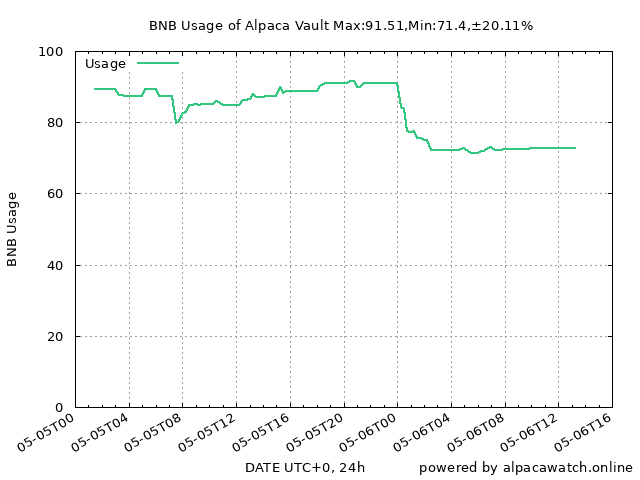 BNB Usage of Alpaca Vault Max:91.51,Min:71.4,±20.11%
Usage
100
80
60
40
20
0
BNB Usage
05-05T00
05-05T04
05-05T08
05-05T12
05-05T16
05-05T20
05-06T00
05-06T04
05-06T08
05-06T12
05-06T16
DATE UTC+0, 24h
powered by alpacawatch.online